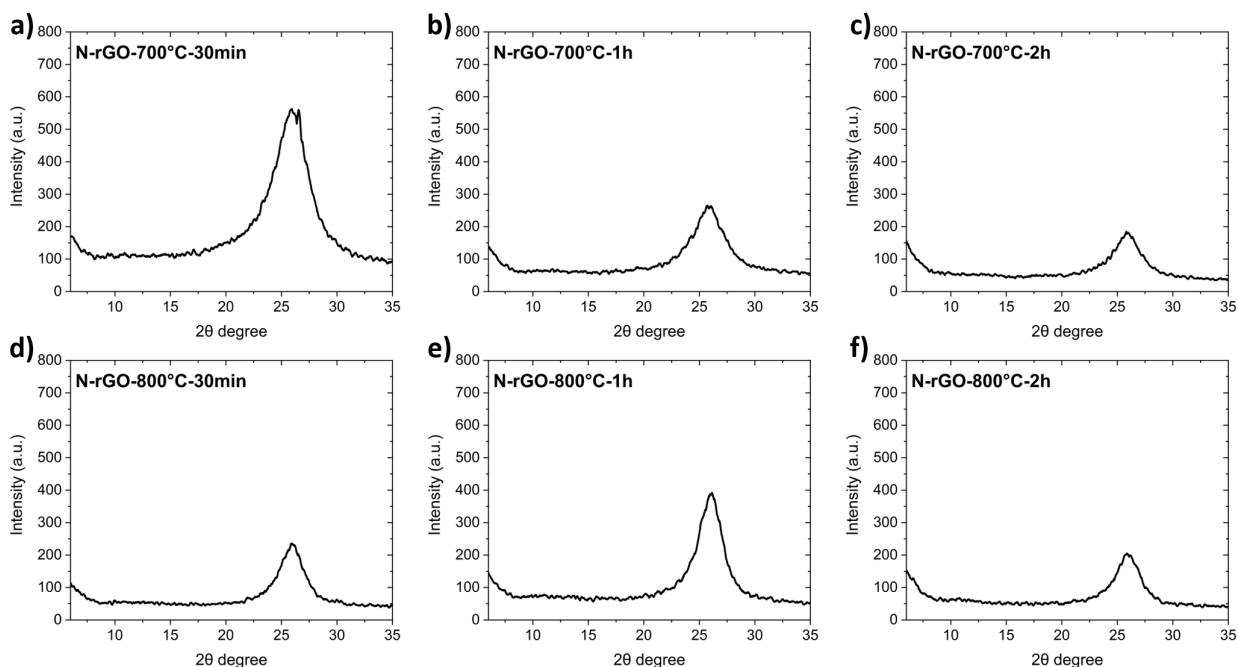 a)
N-rGO-700°C-30min
Intensity (a.u.)
800
700
600
500
400
300
200
100
0
10 15 20 25 30 35
2θ degree
b)
N-rGO-700°C-1h
Intensity (a.u.)
800
700
600
500
400
300
200
100
0
10 15 20 25 30 35
2θ degree
c)
N-rGO-700°C-2h
Intensity (a.u.)
800
700
600
500
400
300
200
100
0
10 15 20 25 30 35
2θ degree
d)
N-rGO-800°C-30min
Intensity (a.u.)
800
700
600
500
400
300
200
100
0
10 15 20 25 30 35
2θ degree
e)
N-rGO-800°C-1h
Intensity (a.u.)
800
700
600
500
400
300
200
100
0
10 15 20 25 30 35
2θ degree
f)
N-rGO-800°C-2h
Intensity (a.u.)
800
700
600
500
400
300
200
100
0
10 15 20 25 30 35
2θ degree